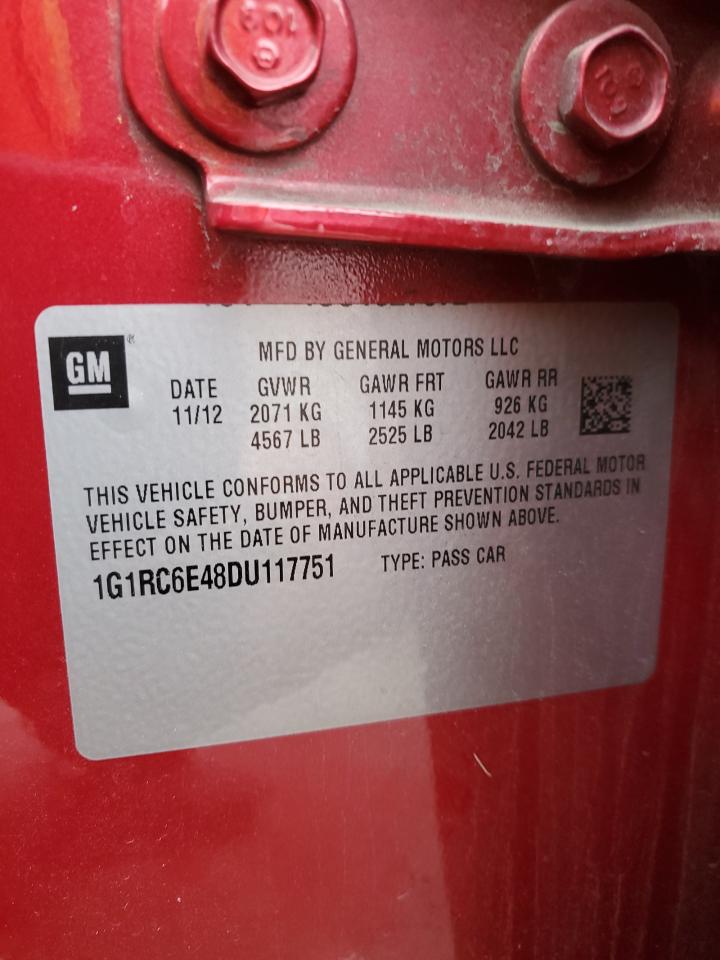 103
GM
MFD BY GENERAL MOTORS LLC
DATE GVWR GAWR FRT GAWR RR
11/12 2071 KG 1145 KG 926 KG
4567 LB 2525 LB 2042 LB
THIS VEHICLE CONFORMS TO ALL APPLICABLE U.S. FEDERAL MOTOR
VEHICLE SAFETY, BUMPER, AND THEFT PREVENTION STANDARDS IN
EFFECT ON THE DATE OF MANUFACTURE SHOWN ABOVE.
1G1RC6E48DU117751 TYPE: PASS CAR